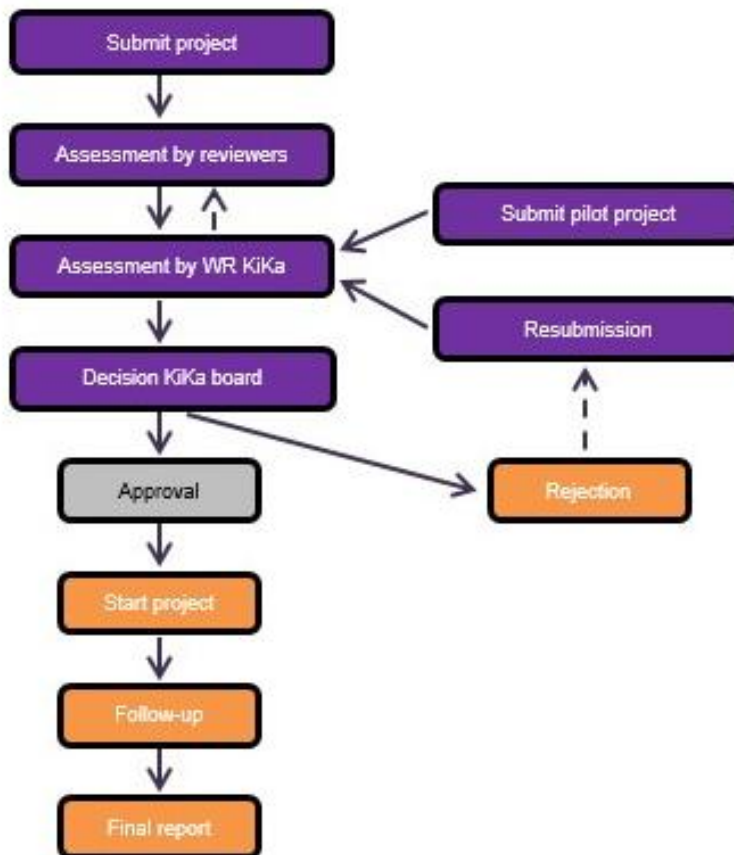 Submit project
Assessment by reviewers
Submit pilot project
Assessment by WR KiKa
Resubmission
Decision KiKa board
Approval
Rejection
Start project
Follow-up
Final report